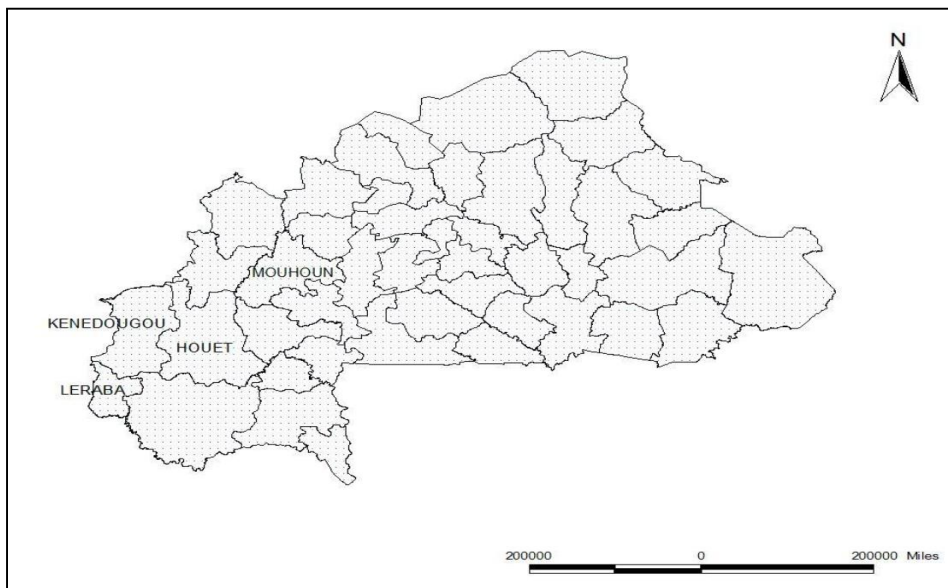 N
MOUHOUN
KENEDOUGOU
HOUET
LERABA
200000 0 200000 Miles